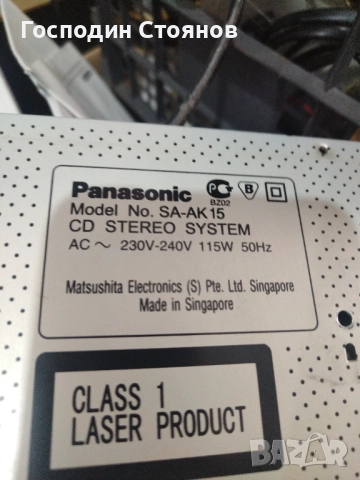 Господин Стоянов
Panasonic
BZ02
B
Model No. SA-AK15
CD STEREO SYSTEM
AC ～ 230V-240V 115W 50Hz
Matsushita Electronics (S) Pte. Ltd. Singapore
Made in Singapore
CLASS 1
LASER PRODUCT
BAZAR